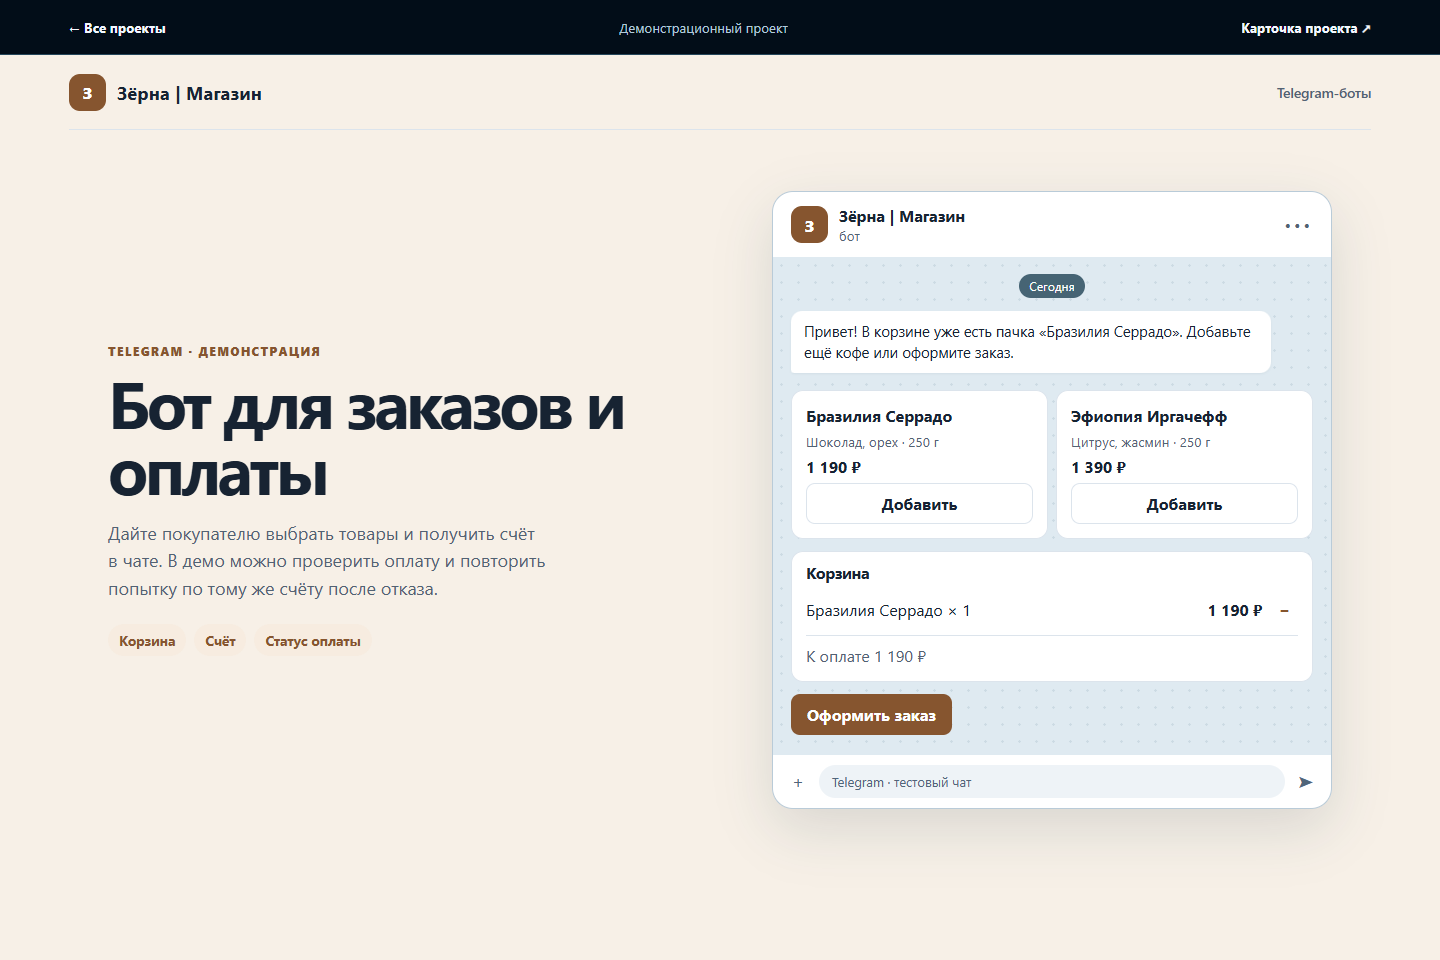 ← Все проекты
Демонстрационный проект
Карточка проекта ↗
З Зёрна | Магазин
Telegram-боты
TELEGRAM · ДЕМОНСТРАЦИЯ
Бот для заказов и
оплаты
Дайте покупателю выбрать товары и получить счёт
в чате. В демо можно проверить оплату и повторить
попытку по тому же счёту после отказа.
Корзина
Счёт
Статус оплаты
З Зёрна | Магазин
бот
Сегодня
Привет! В корзине уже есть пачка «Бразилия Серрадо». Добавьте
ещё кофе или оформите заказ.
Бразилия Серрадо
Шоколад, орех · 250 г
1 190 ₽
Добавить
Эфиопия Иргачефф
Цитрус, жасмин · 250 г
1 390 ₽
Добавить
Корзина
Бразилия Серрадо × 1 1 190 ₽ −
К оплате 1 190 ₽
Оформить заказ
+ Telegram · тестовый чат